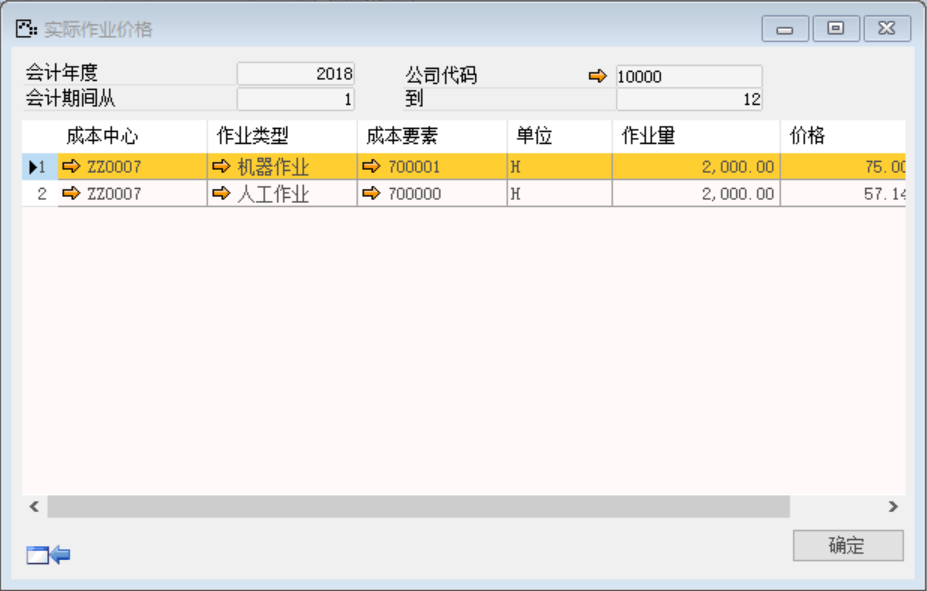 实际作业价格
会计年度 2018 公司代码 10000
会计期间从 1 到 12
成本中心 作业类型 成本要素 单位 作业量 价格
1 ZZ0007 机器作业 700001 H 2,000.00 75.00
2 ZZ0007 人工作业 700000 H 2,000.00 57.14
确定